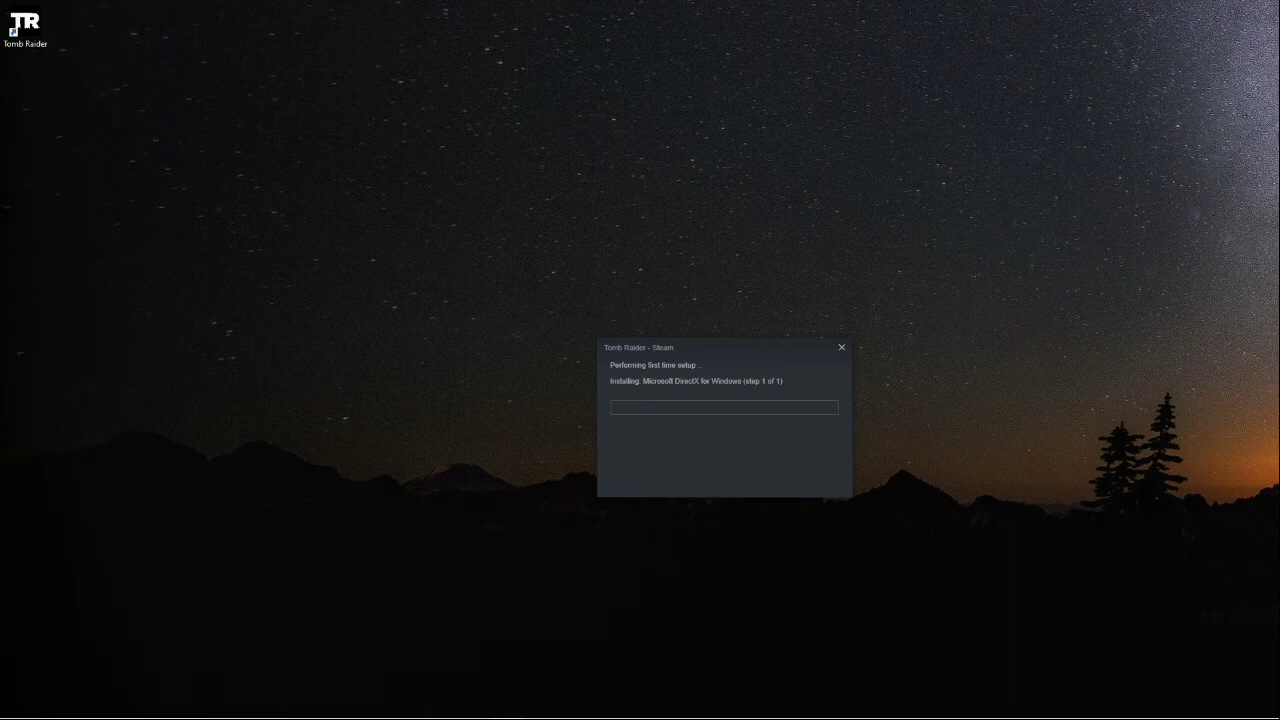 TR
Tomb Raider
Tomb Raider - Steam
Performing first time setup ..
Installing: Microsoft DirectX for Windows (step 1 of 1)